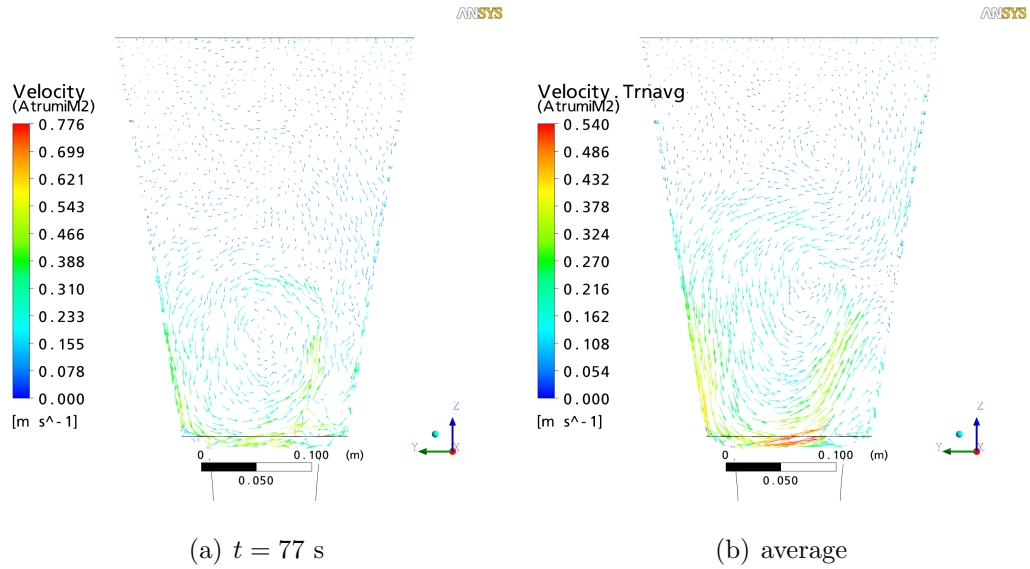 ANSYS
Velocity
(AtrumiM2)
0.776
0.699
0.621
0.543
0.466
0.388
0.310
0.233
0.155
0.078
0.000
[m s^-1]
0 0.100 (m)
0.050
Z
Y
X
(a) t = 77 s
ANSYS
Velocity.Trnavg
(AtrumiM2)
0.540
0.486
0.432
0.378
0.324
0.270
0.216
0.162
0.108
0.054
0.000
[m s^-1]
0 0.100 (m)
0.050
Z
Y
X
(b) average